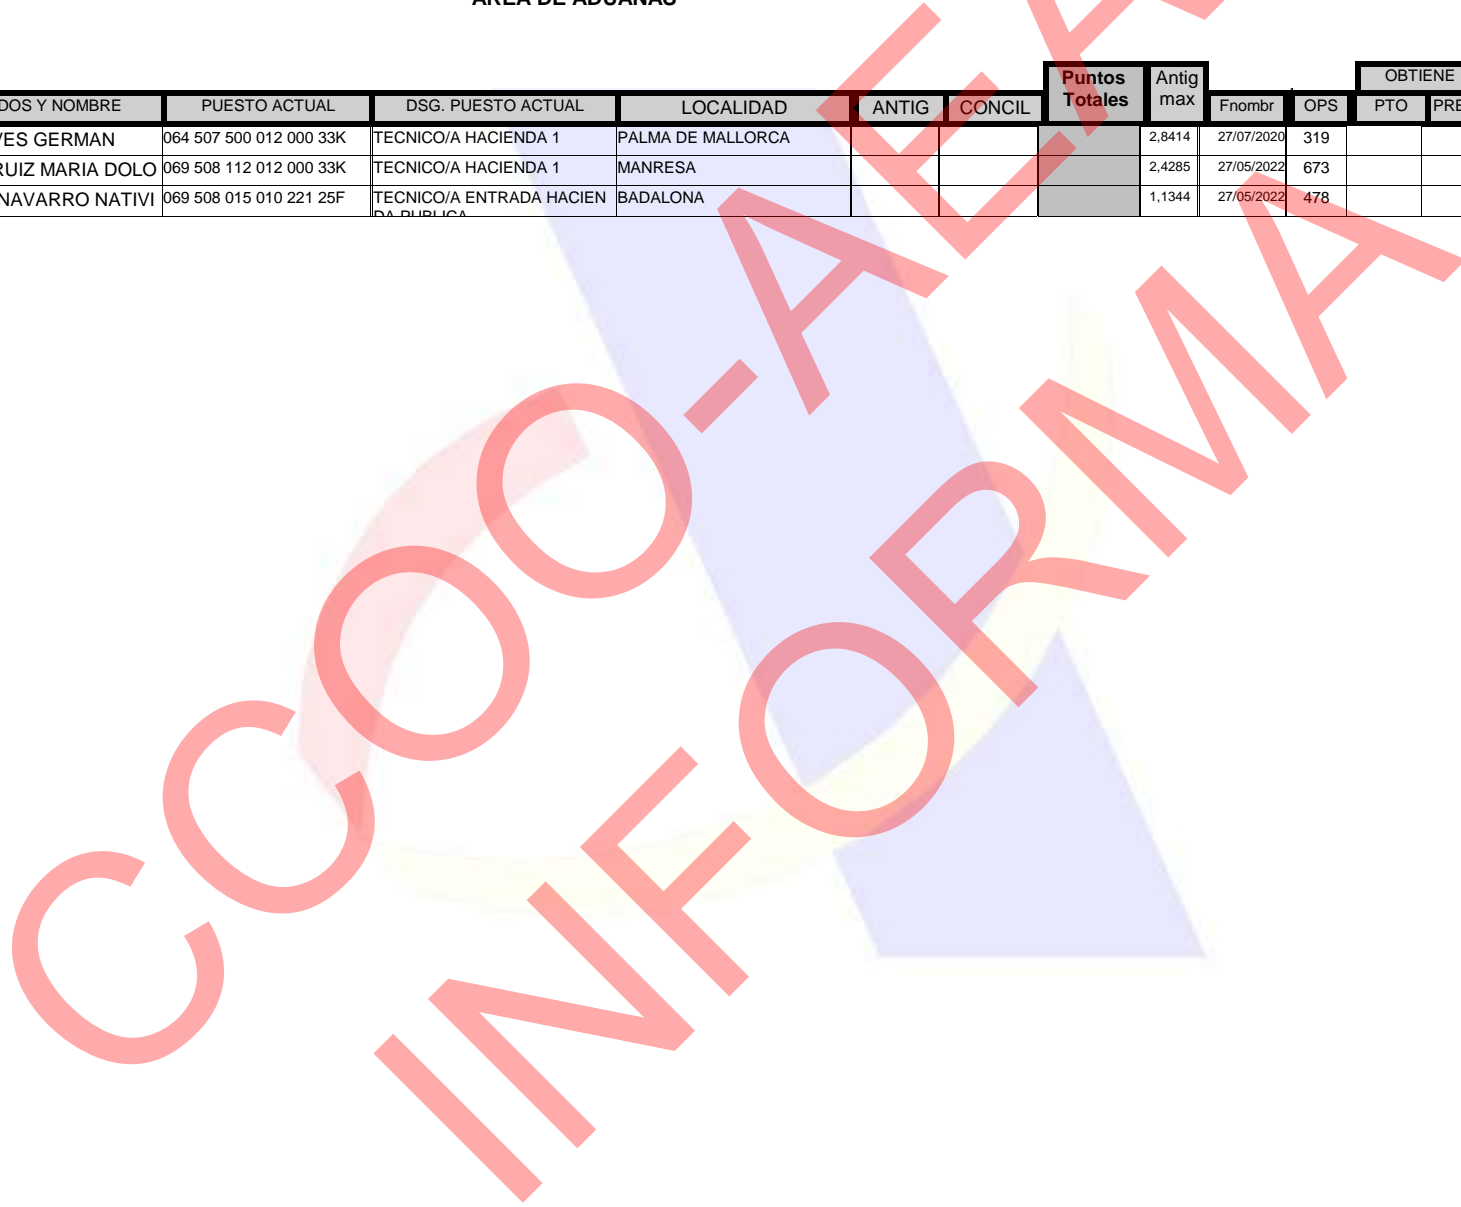 AREA DE ADUANAS
Puntos Totales Antig max OBTIENE
DOS Y NOMBRE PUESTO ACTUAL DSG. PUESTO ACTUAL LOCALIDAD ANTIG CONCIL Fnombr OPS PTO PRE
VES GERMAN 064 507 500 012 000 33K TECNICO/A HACIENDA 1 PALMA DE MALLORCA 2,8414 27/07/2020 319
RUIZ MARIA DOLO 069 508 112 012 000 33K TECNICO/A HACIENDA 1 MANRESA 2,4285 27/05/2022 673
NAVARRO NATIVI 069 508 015 010 221 25F TECNICO/A ENTRADA HACIEN BADALONA 1,1344 27/05/2022 478
DA PUBLICA
CCOO-AEA
INFORMA